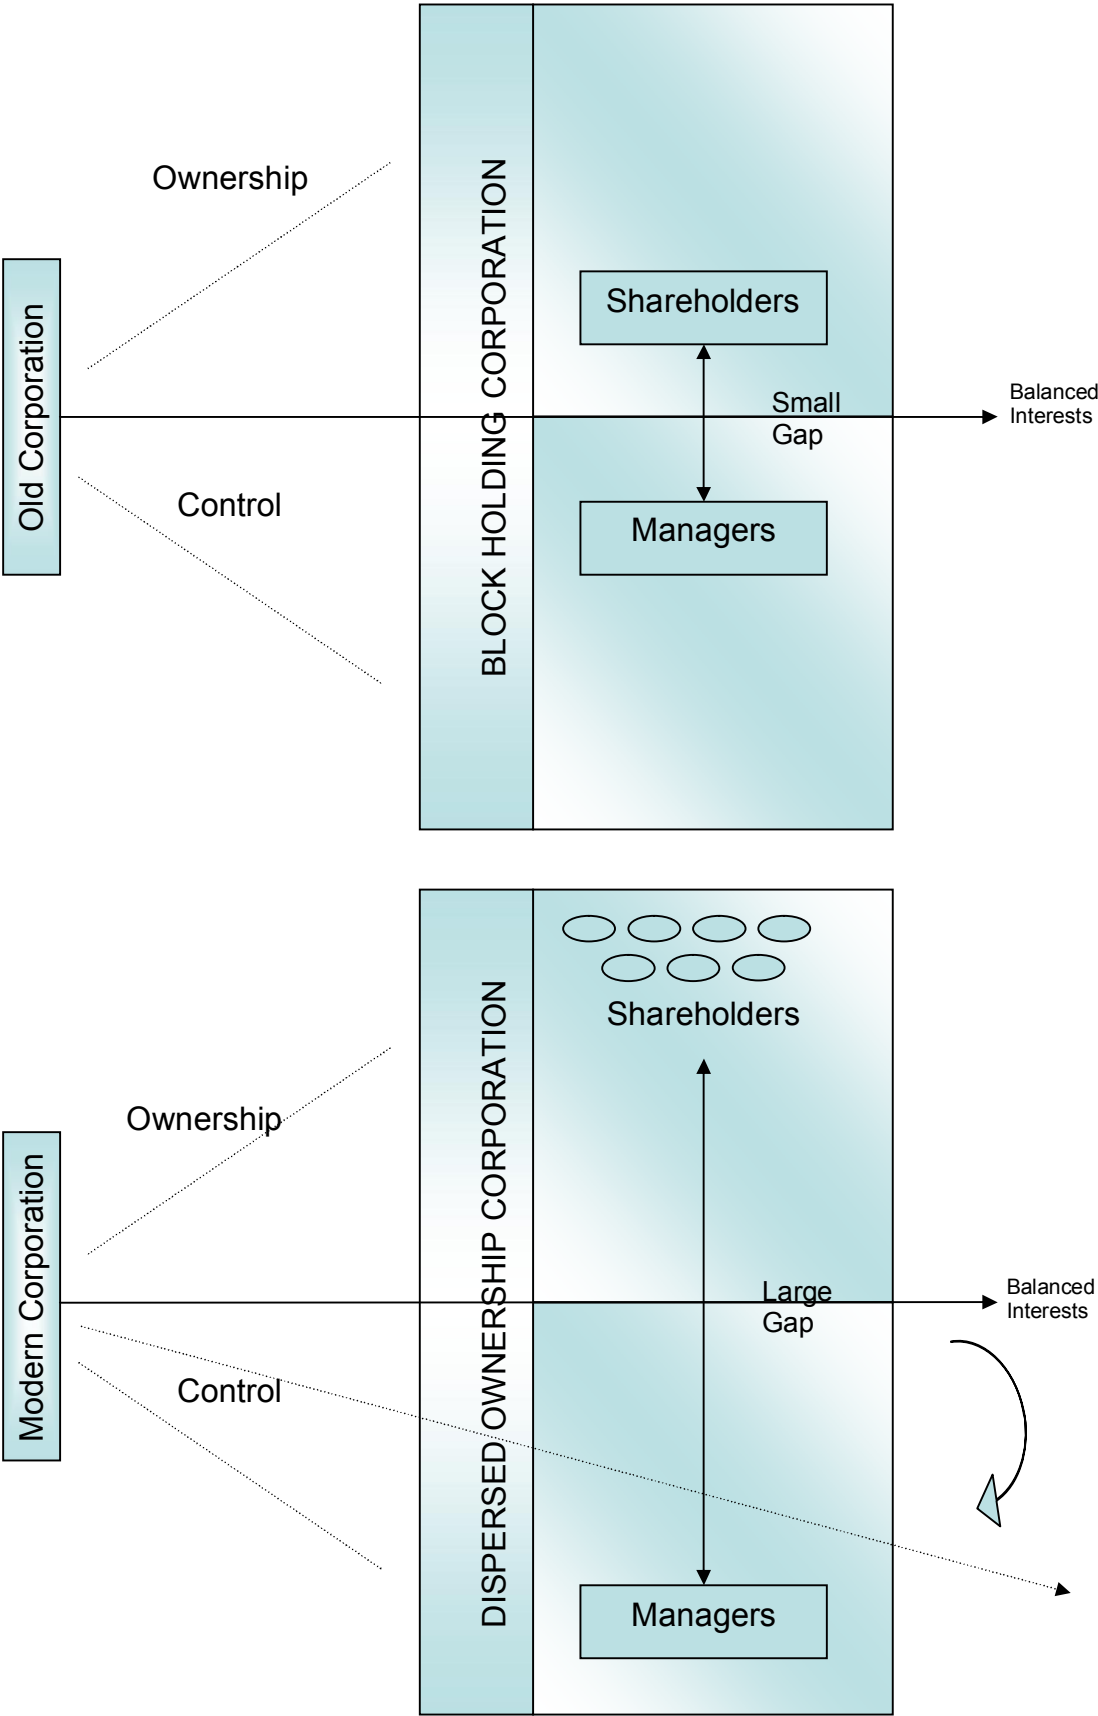 Ownership
Old Corporation
Control
BLOCK HOLDING CORPORATION
Shareholders
Small
Gap
Managers
Balanced
Interests
Ownership
Modern Corporation
Control
DISPERSED OWNERSHIP CORPORATION
Shareholders
Large
Gap
Managers
Balanced
Interests